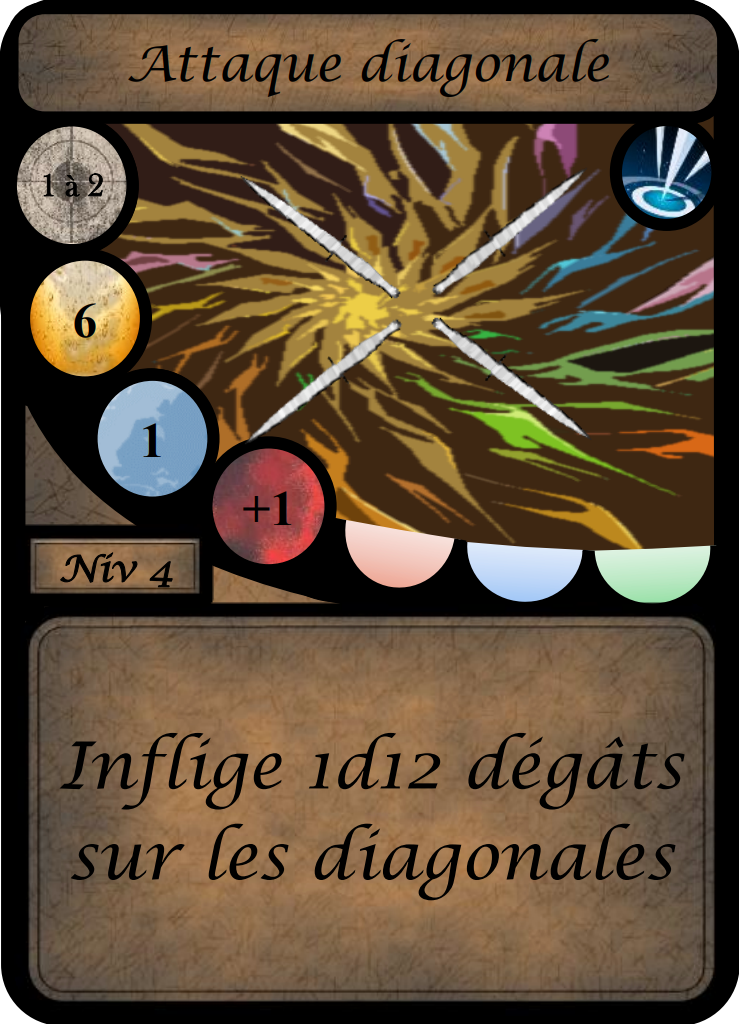 Attaque diagonale
1 à 2
6
1
+1
Niv 4
Inflige 1d12 dégâts
sur les diagonales